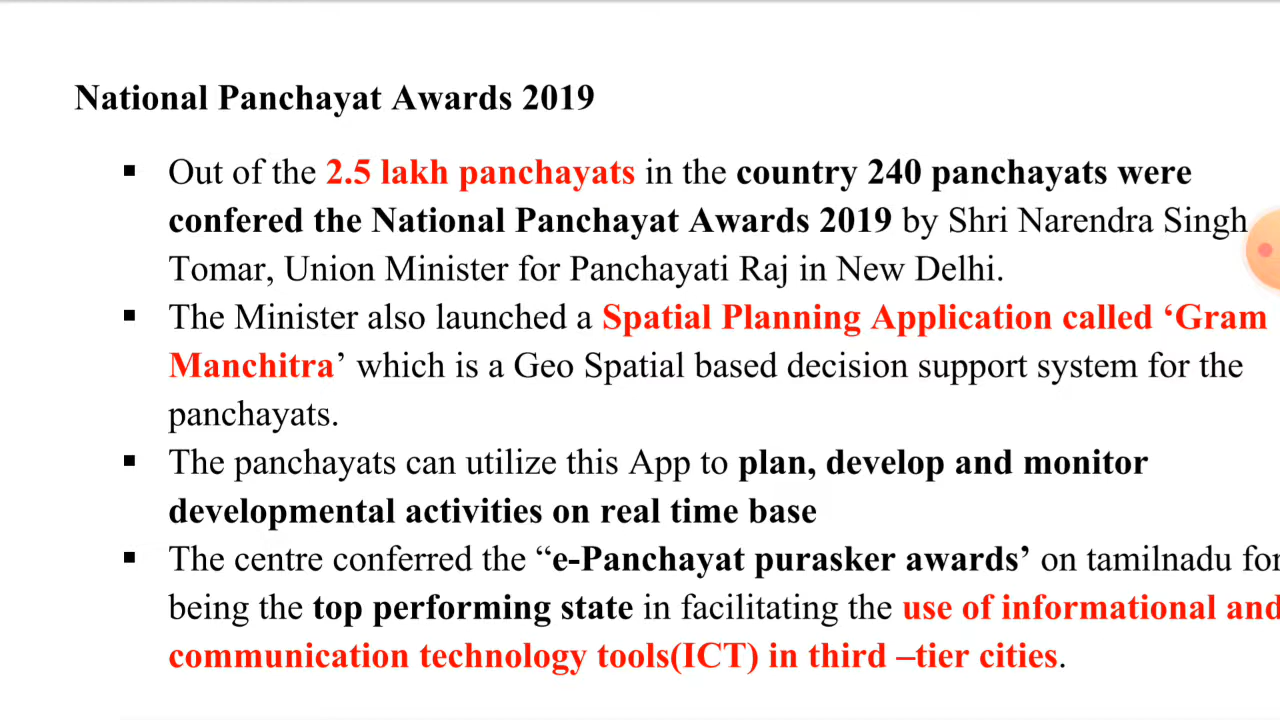 National Panchayat Awards 2019
▪ Out of the 2.5 lakh panchayats in the country 240 panchayats were
confered the National Panchayat Awards 2019 by Shri Narendra Singh
Tomar, Union Minister for Panchayati Raj in New Delhi.
▪ The Minister also launched a Spatial Planning Application called ‘Gram
Manchitra’ which is a Geo Spatial based decision support system for the
panchayats.
▪ The panchayats can utilize this App to plan, develop and monitor
developmental activities on real time base
▪ The centre conferred the “e-Panchayat purasker awards’ on tamilnadu for
being the top performing state in facilitating the use of informational and
communication technology tools(ICT) in third –tier cities.